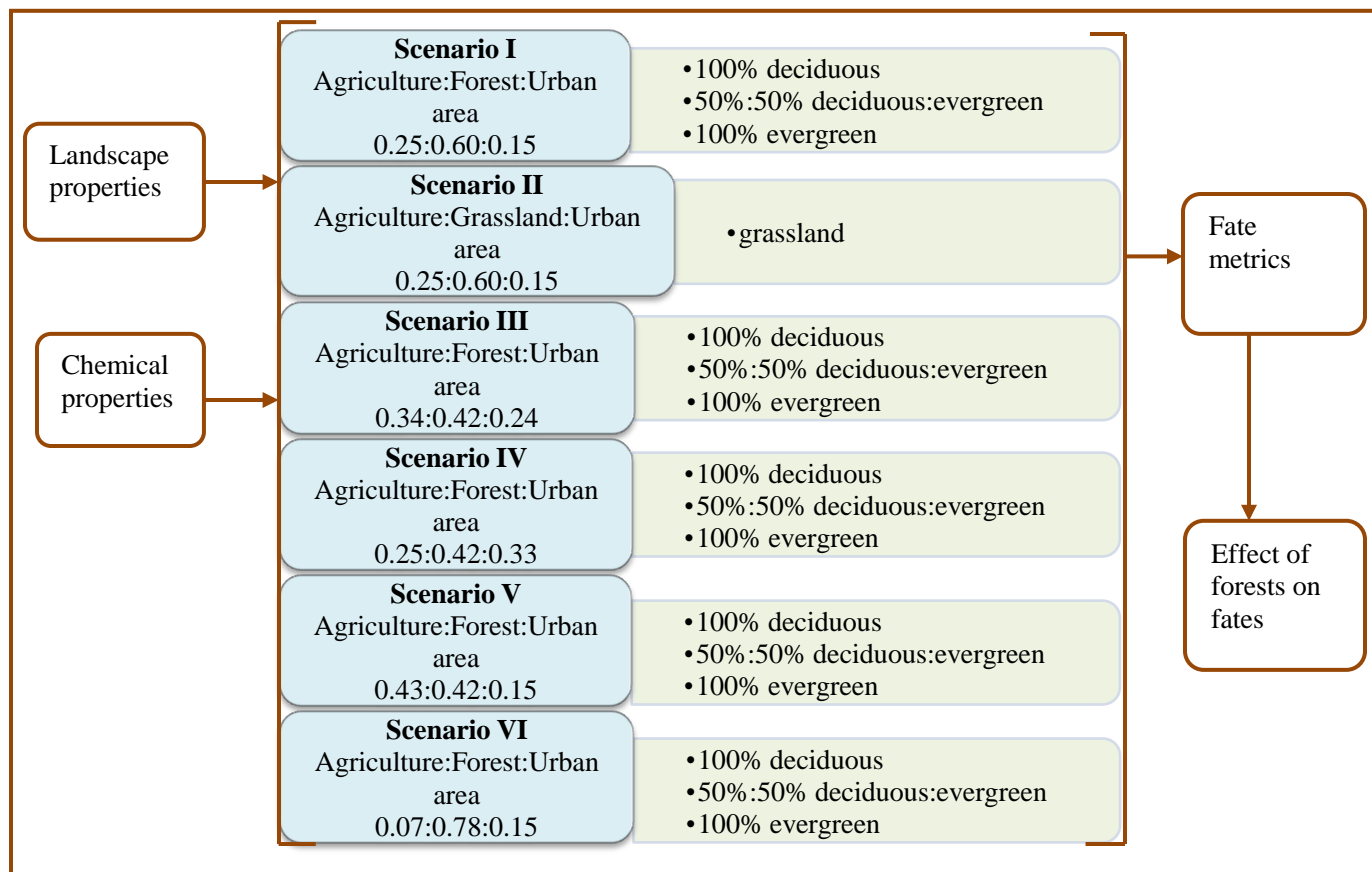 Landscape
properties
Chemical
properties
Scenario I
Agriculture:Forest:Urban
area
0.25:0.60:0.15
•100% deciduous
•50%:50% deciduous:evergreen
•100% evergreen
Scenario II
Agriculture:Grassland:Urban
area
0.25:0.60:0.15
•grassland
Scenario III
Agriculture:Forest:Urban
area
0.34:0.42:0.24
•100% deciduous
•50%:50% deciduous:evergreen
•100% evergreen
Scenario IV
Agriculture:Forest:Urban
area
0.25:0.42:0.33
•100% deciduous
•50%:50% deciduous:evergreen
•100% evergreen
Scenario V
Agriculture:Forest:Urban
area
0.43:0.42:0.15
•100% deciduous
•50%:50% deciduous:evergreen
•100% evergreen
Scenario VI
Agriculture:Forest:Urban
area
0.07:0.78:0.15
•100% deciduous
•50%:50% deciduous:evergreen
•100% evergreen
Fate
metrics
Effect of
forests on
fates